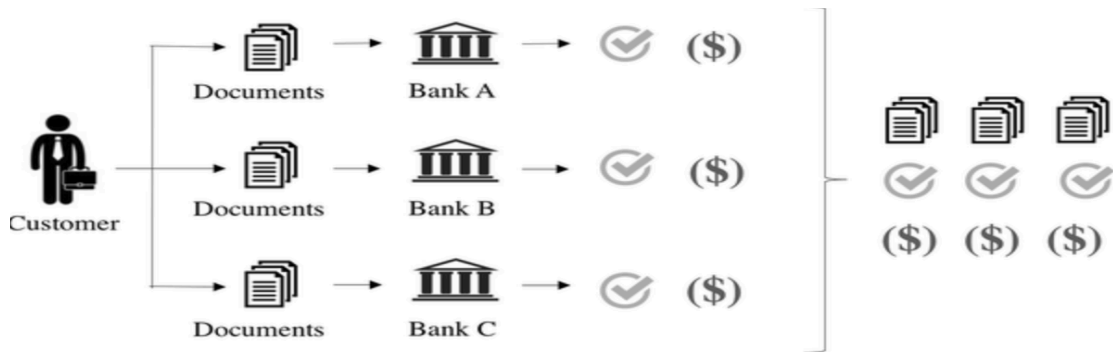 ($)
Documents
Bank A
Customer
($)
Documents
Bank B
($)
Documents
Bank C
($) ($) ($)